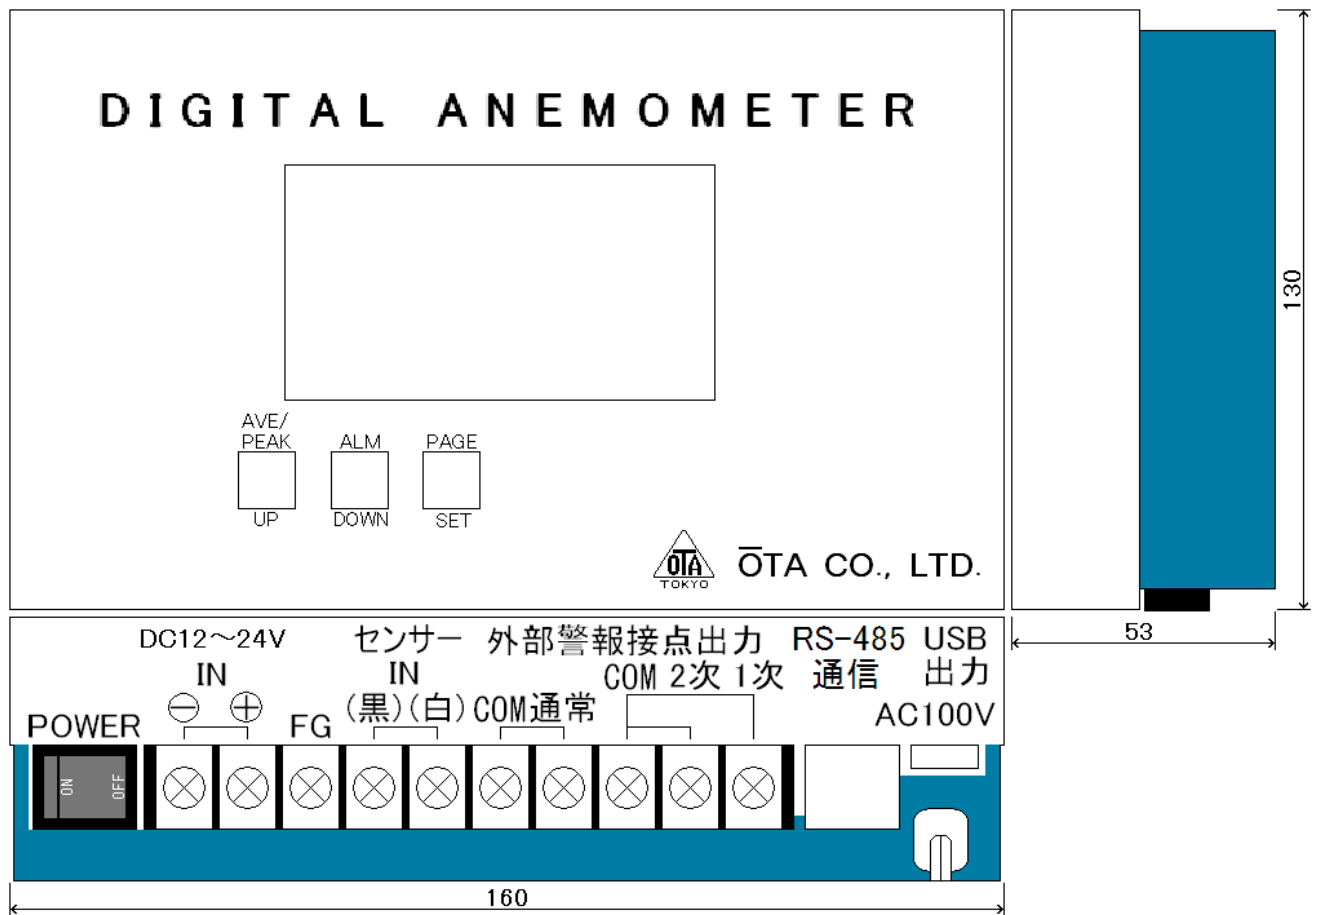 DIGITAL ANEMOMETER
AVE/
PEAK
ALM
PAGE
UP
DOWN
SET
OTA
TOKYO
ŌTA CO., LTD.
130
53
DC12～24V
IN
⊖ ⊕
POWER
FG
センサー
IN
(黒)(白)
外部警報接点出力
COM 2次 1次
COM通常
RS-485
通信
USB
出力
AC100V
ON
OFF
160